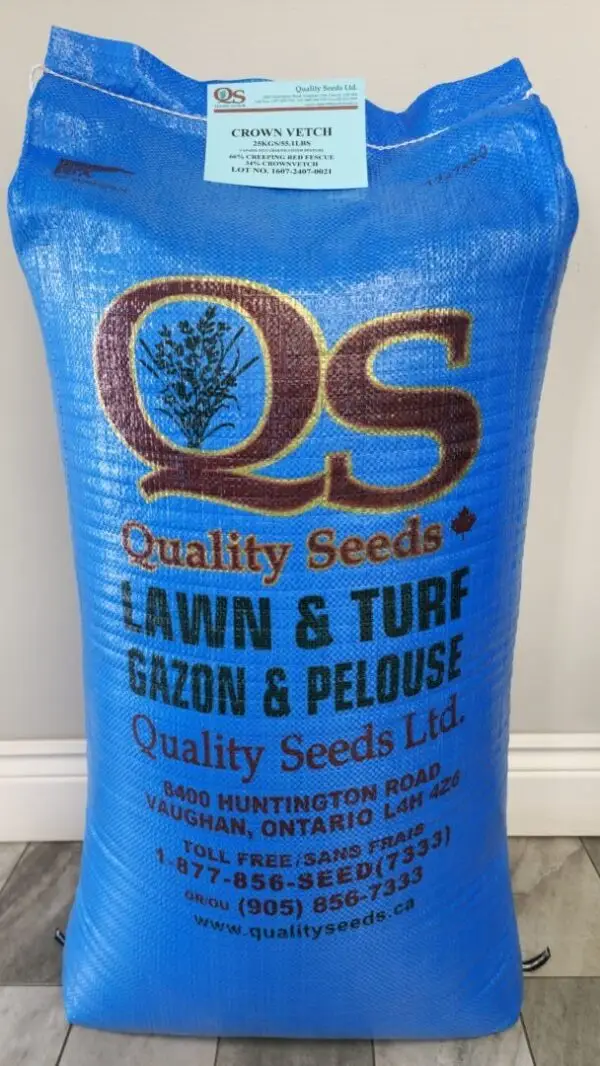 QS
Quality Seeds Ltd.
CROWN VETCH
25KGS/55.1LBS
66% CREEPING RED FESCUE
34% CROWNVETCH
LOT NO. 1607-2407-0021
QS
Quality Seeds
LAWN & TURF
GAZON & PELOUSE
Quality Seeds Ltd.
8400 HUNTINGTON ROAD
VAUGHAN, ONTARIO L4H 4Z6
TOLL FREE/SANS FRAIS
1-877-856-SEED(7333)
OR/OU (905) 856-7333
www.qualityseeds.ca